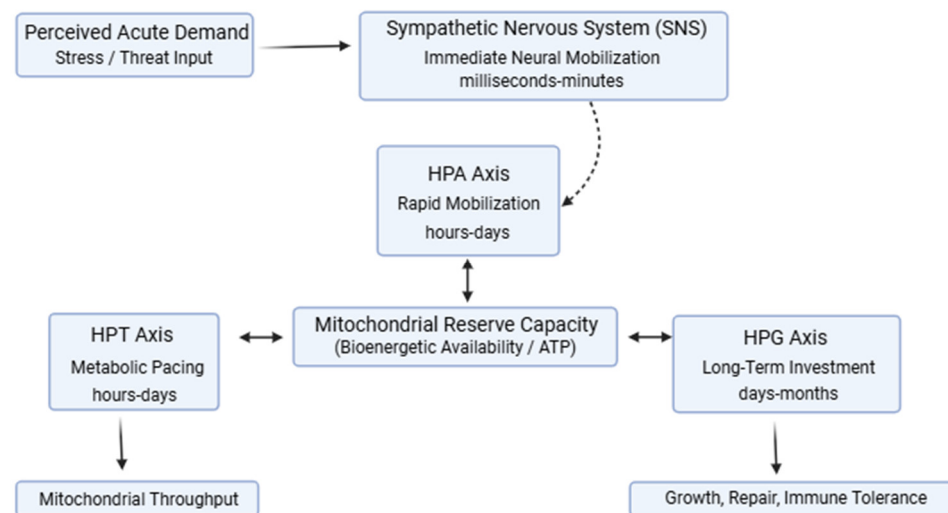 Perceived Acute Demand
Stress / Threat Input
Sympathetic Nervous System (SNS)
Immediate Neural Mobilization
milliseconds-minutes
HPA Axis
Rapid Mobilization
hours-days
HPT Axis
Metabolic Pacing
hours-days
Mitochondrial Reserve Capacity
(Bioenergetic Availability / ATP)
HPG Axis
Long-Term Investment
days-months
Mitochondrial Throughput
Growth, Repair, Immune Tolerance